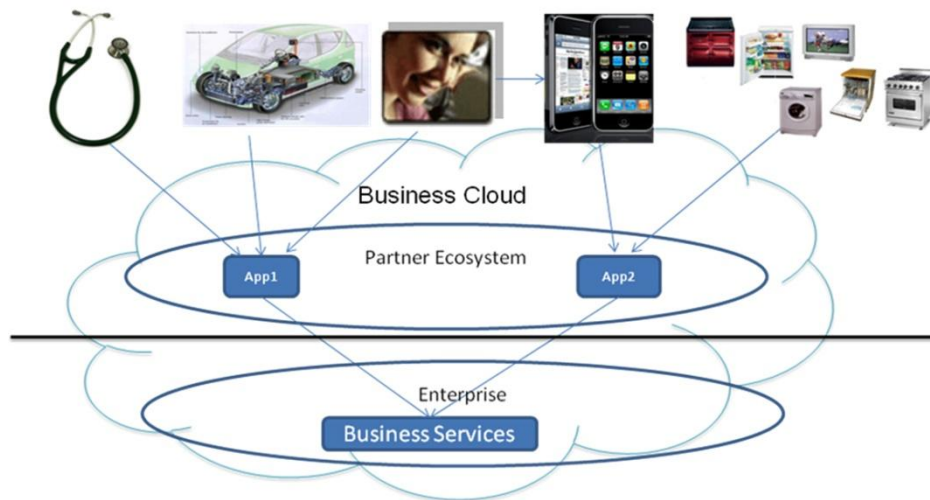 Business Cloud
Partner Ecosystem
App1
App2
Enterprise
Business Services